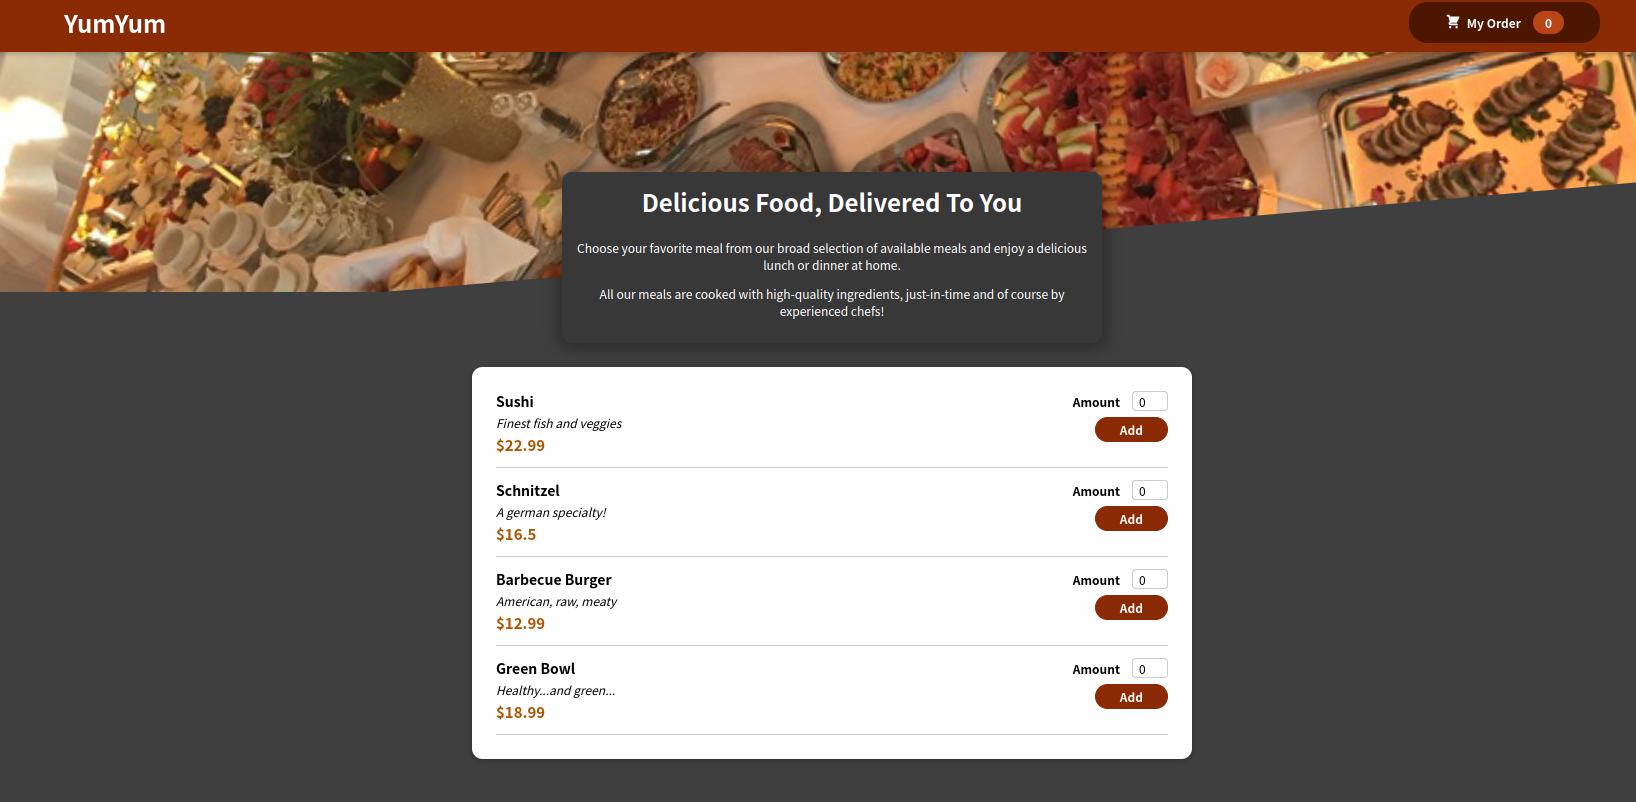 YumYum
My Order 0
Delicious Food, Delivered To You
Choose your favorite meal from our broad selection of available meals and enjoy a delicious
lunch or dinner at home.
All our meals are cooked with high-quality ingredients, just-in-time and of course by
experienced chefs!
Sushi
Finest fish and veggies
$22.99
Amount 0
Add
Schnitzel
A german specialty!
$16.5
Amount 0
Add
Barbecue Burger
American, raw, meaty
$12.99
Amount 0
Add
Green Bowl
Healthy...and green...
$18.99
Amount 0
Add